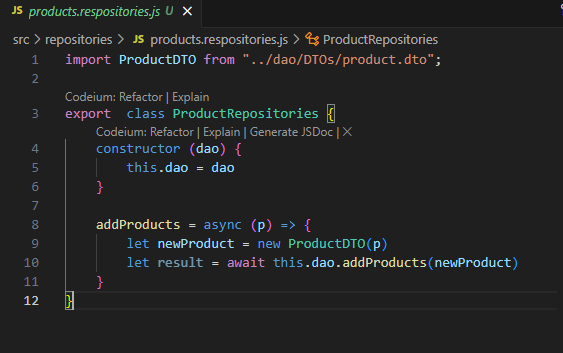 JS products.respositories.js U ×
src > repositories > JS products.respositories.js > ProductRepositories
1 import ProductDTO from "../dao/DTOs/product.dto";
2
Codeium: Refactor | Explain
3 export  class ProductRepositories {
Codeium: Refactor | Explain | Generate JSDoc | ×
4 constructor (dao) {
5 this.dao = dao
6 }
7
8 addProducts = async (p) => {
9 let newProduct = new ProductDTO(p)
10 let result = await this.dao.addProducts(newProduct)
11 }
12 }